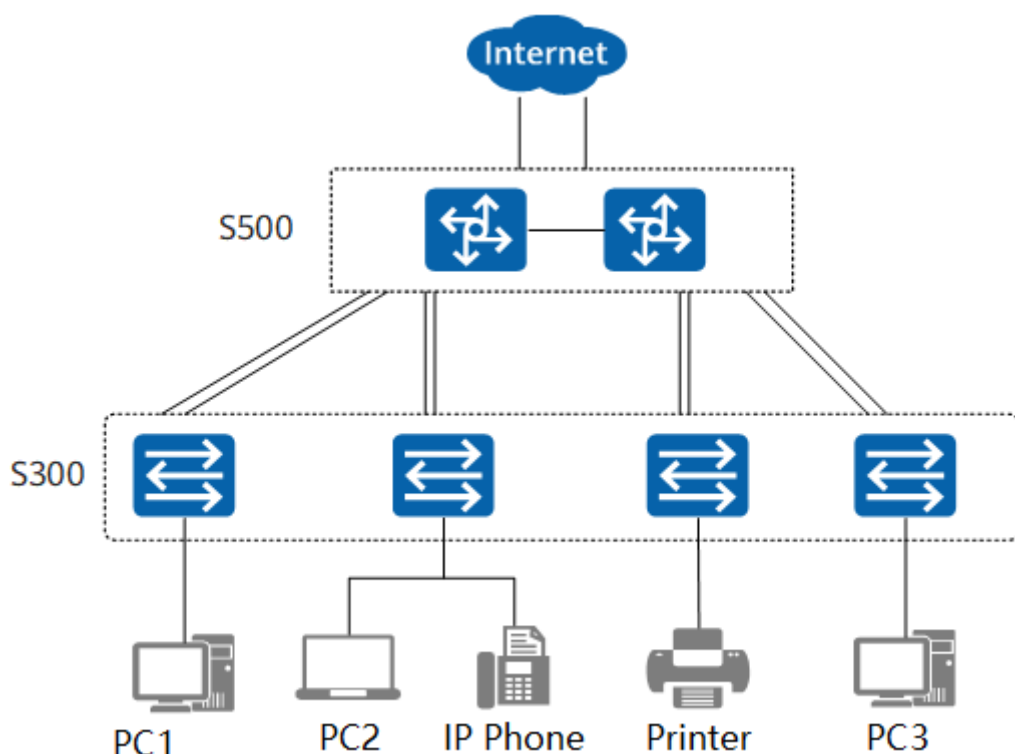 Internet
S500
S300
PC1
PC2
IP Phone
Printer
PC3